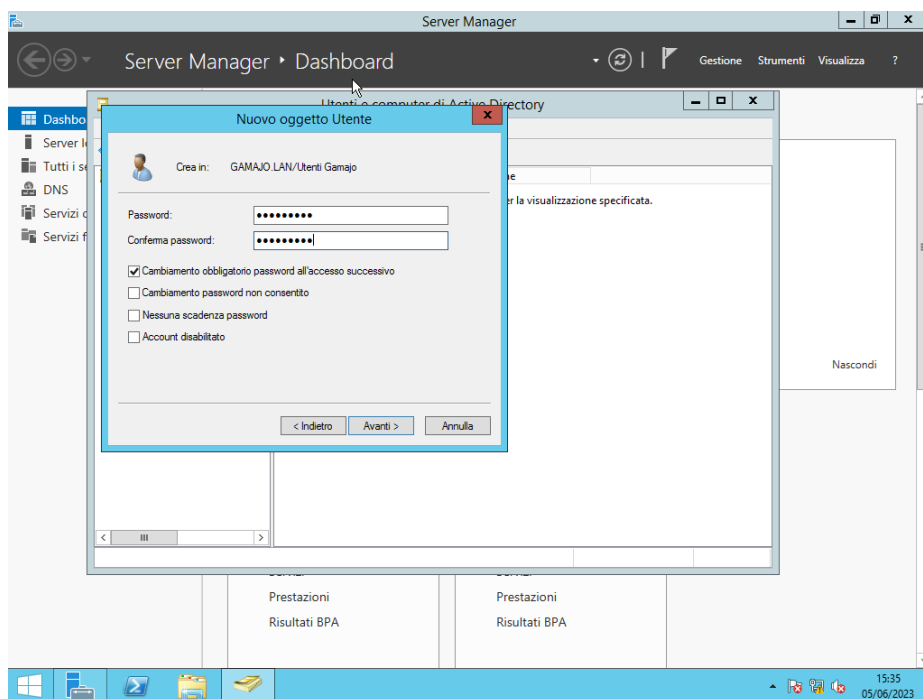 Server Manager
Server Manager • Dashboard
Gestione Strumenti Visualizza ?
Utenti e computer di Active Directory
Dashbo
Server l
Tutti i se
DNS
Servizi
Servizi f
Nuovo oggetto Utente
Crea in: GAMAJO.LAN/Utenti Gamajo
er la visualizzazione specificata.
Password: •••••••••
Conferma password: •••••••••
Cambiamento obbligatorio password all'accesso successivo
Cambiamento password non consentito
Nessuna scadenza password
Account disabilitato
Nascondi
< Indietro
Avanti >
Annulla
Prestazioni
Prestazioni
Risultati BPA
Risultati BPA
15:35
05/06/2023